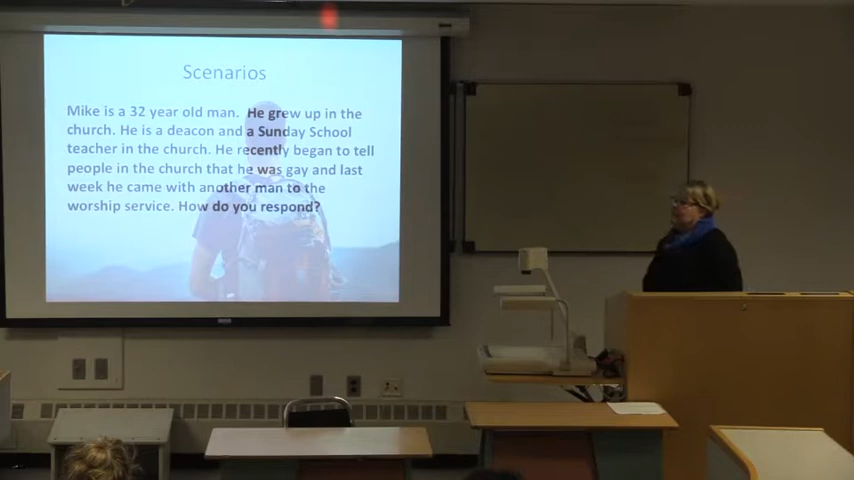 Scenarios
Mike is a 32 year old man. He grew up in the
church. He is a deacon and a Sunday School
teacher in the church. He recently began to tell
people in the church that he was gay and last
week he came with another man to the
worship service. How do you respond?